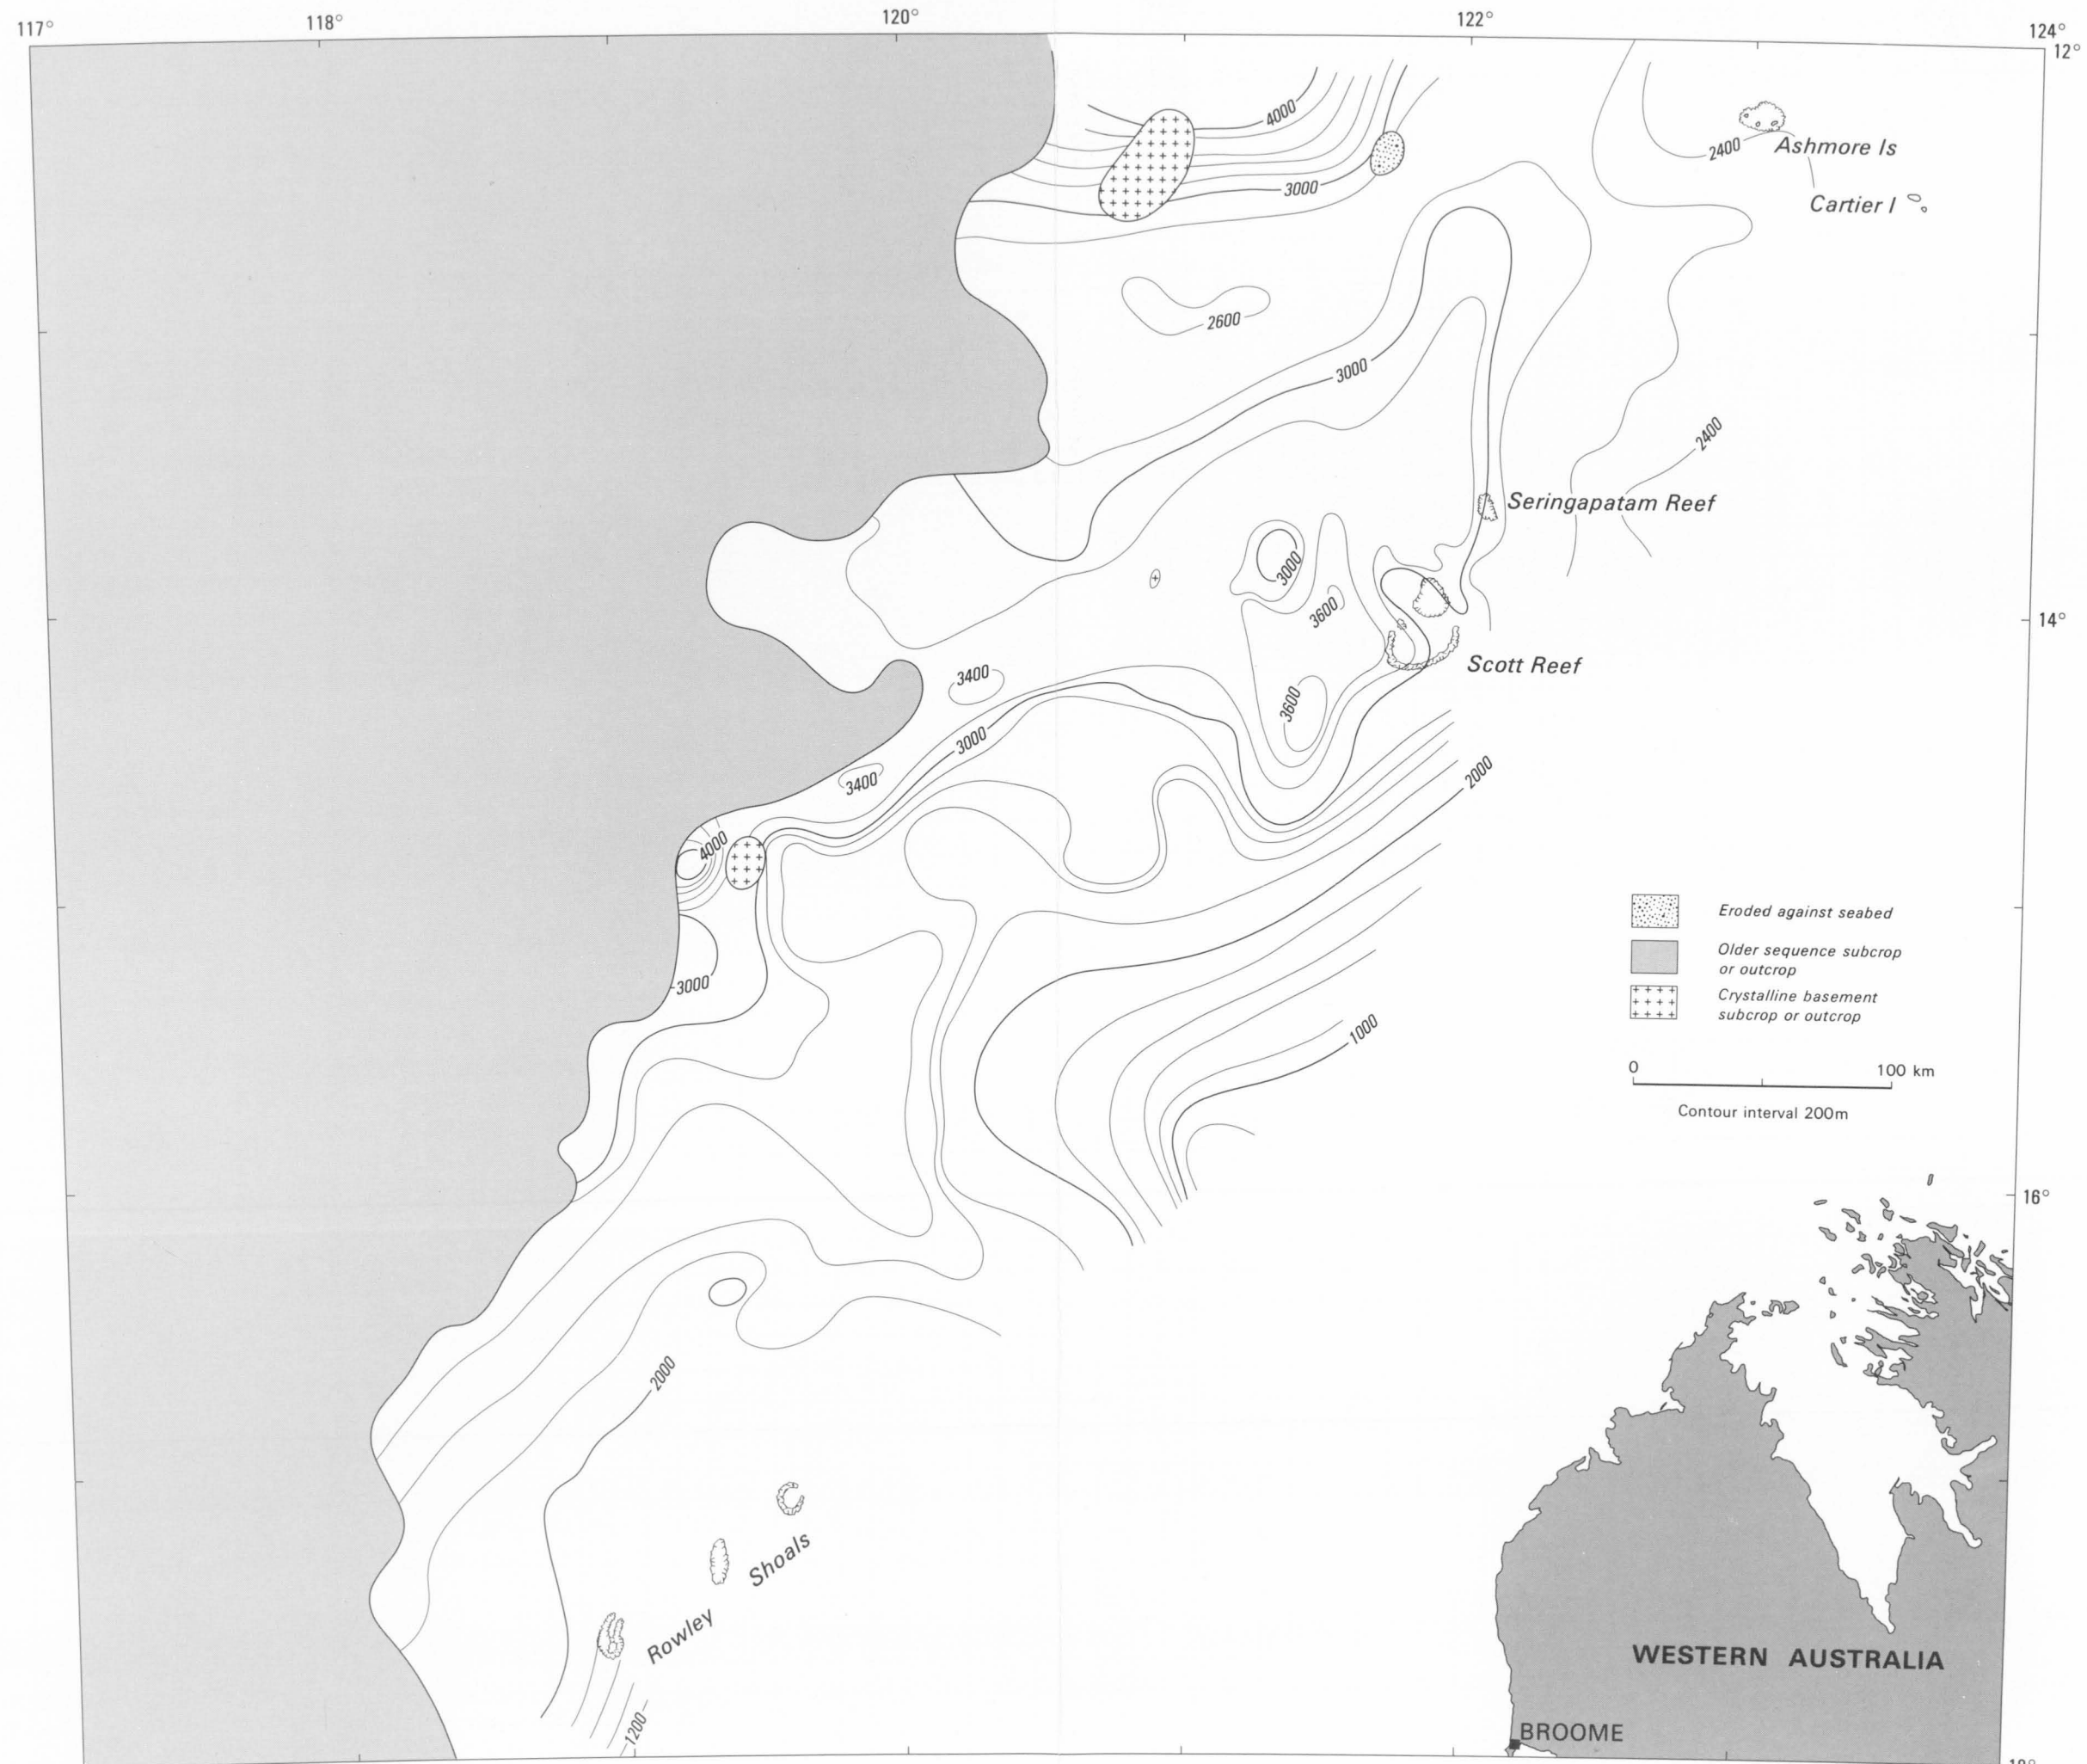 117°
118°
120°
122°
124°
12°
4000
2400
Ashmore Is
3000
Cartier I
2600
3000
2400
Seringapatam Reef
3000
3600
14°
Scott Reef
3400
3600
3000
2000
3400
4000
Eroded against seabed
Older sequence subcrop
or outcrop
3000
Crystalline basement
subcrop or outcrop
1000
0
100 km
Contour interval 200m
16°
2000
Shoals
Rowley
WESTERN AUSTRALIA
1200
BROOME